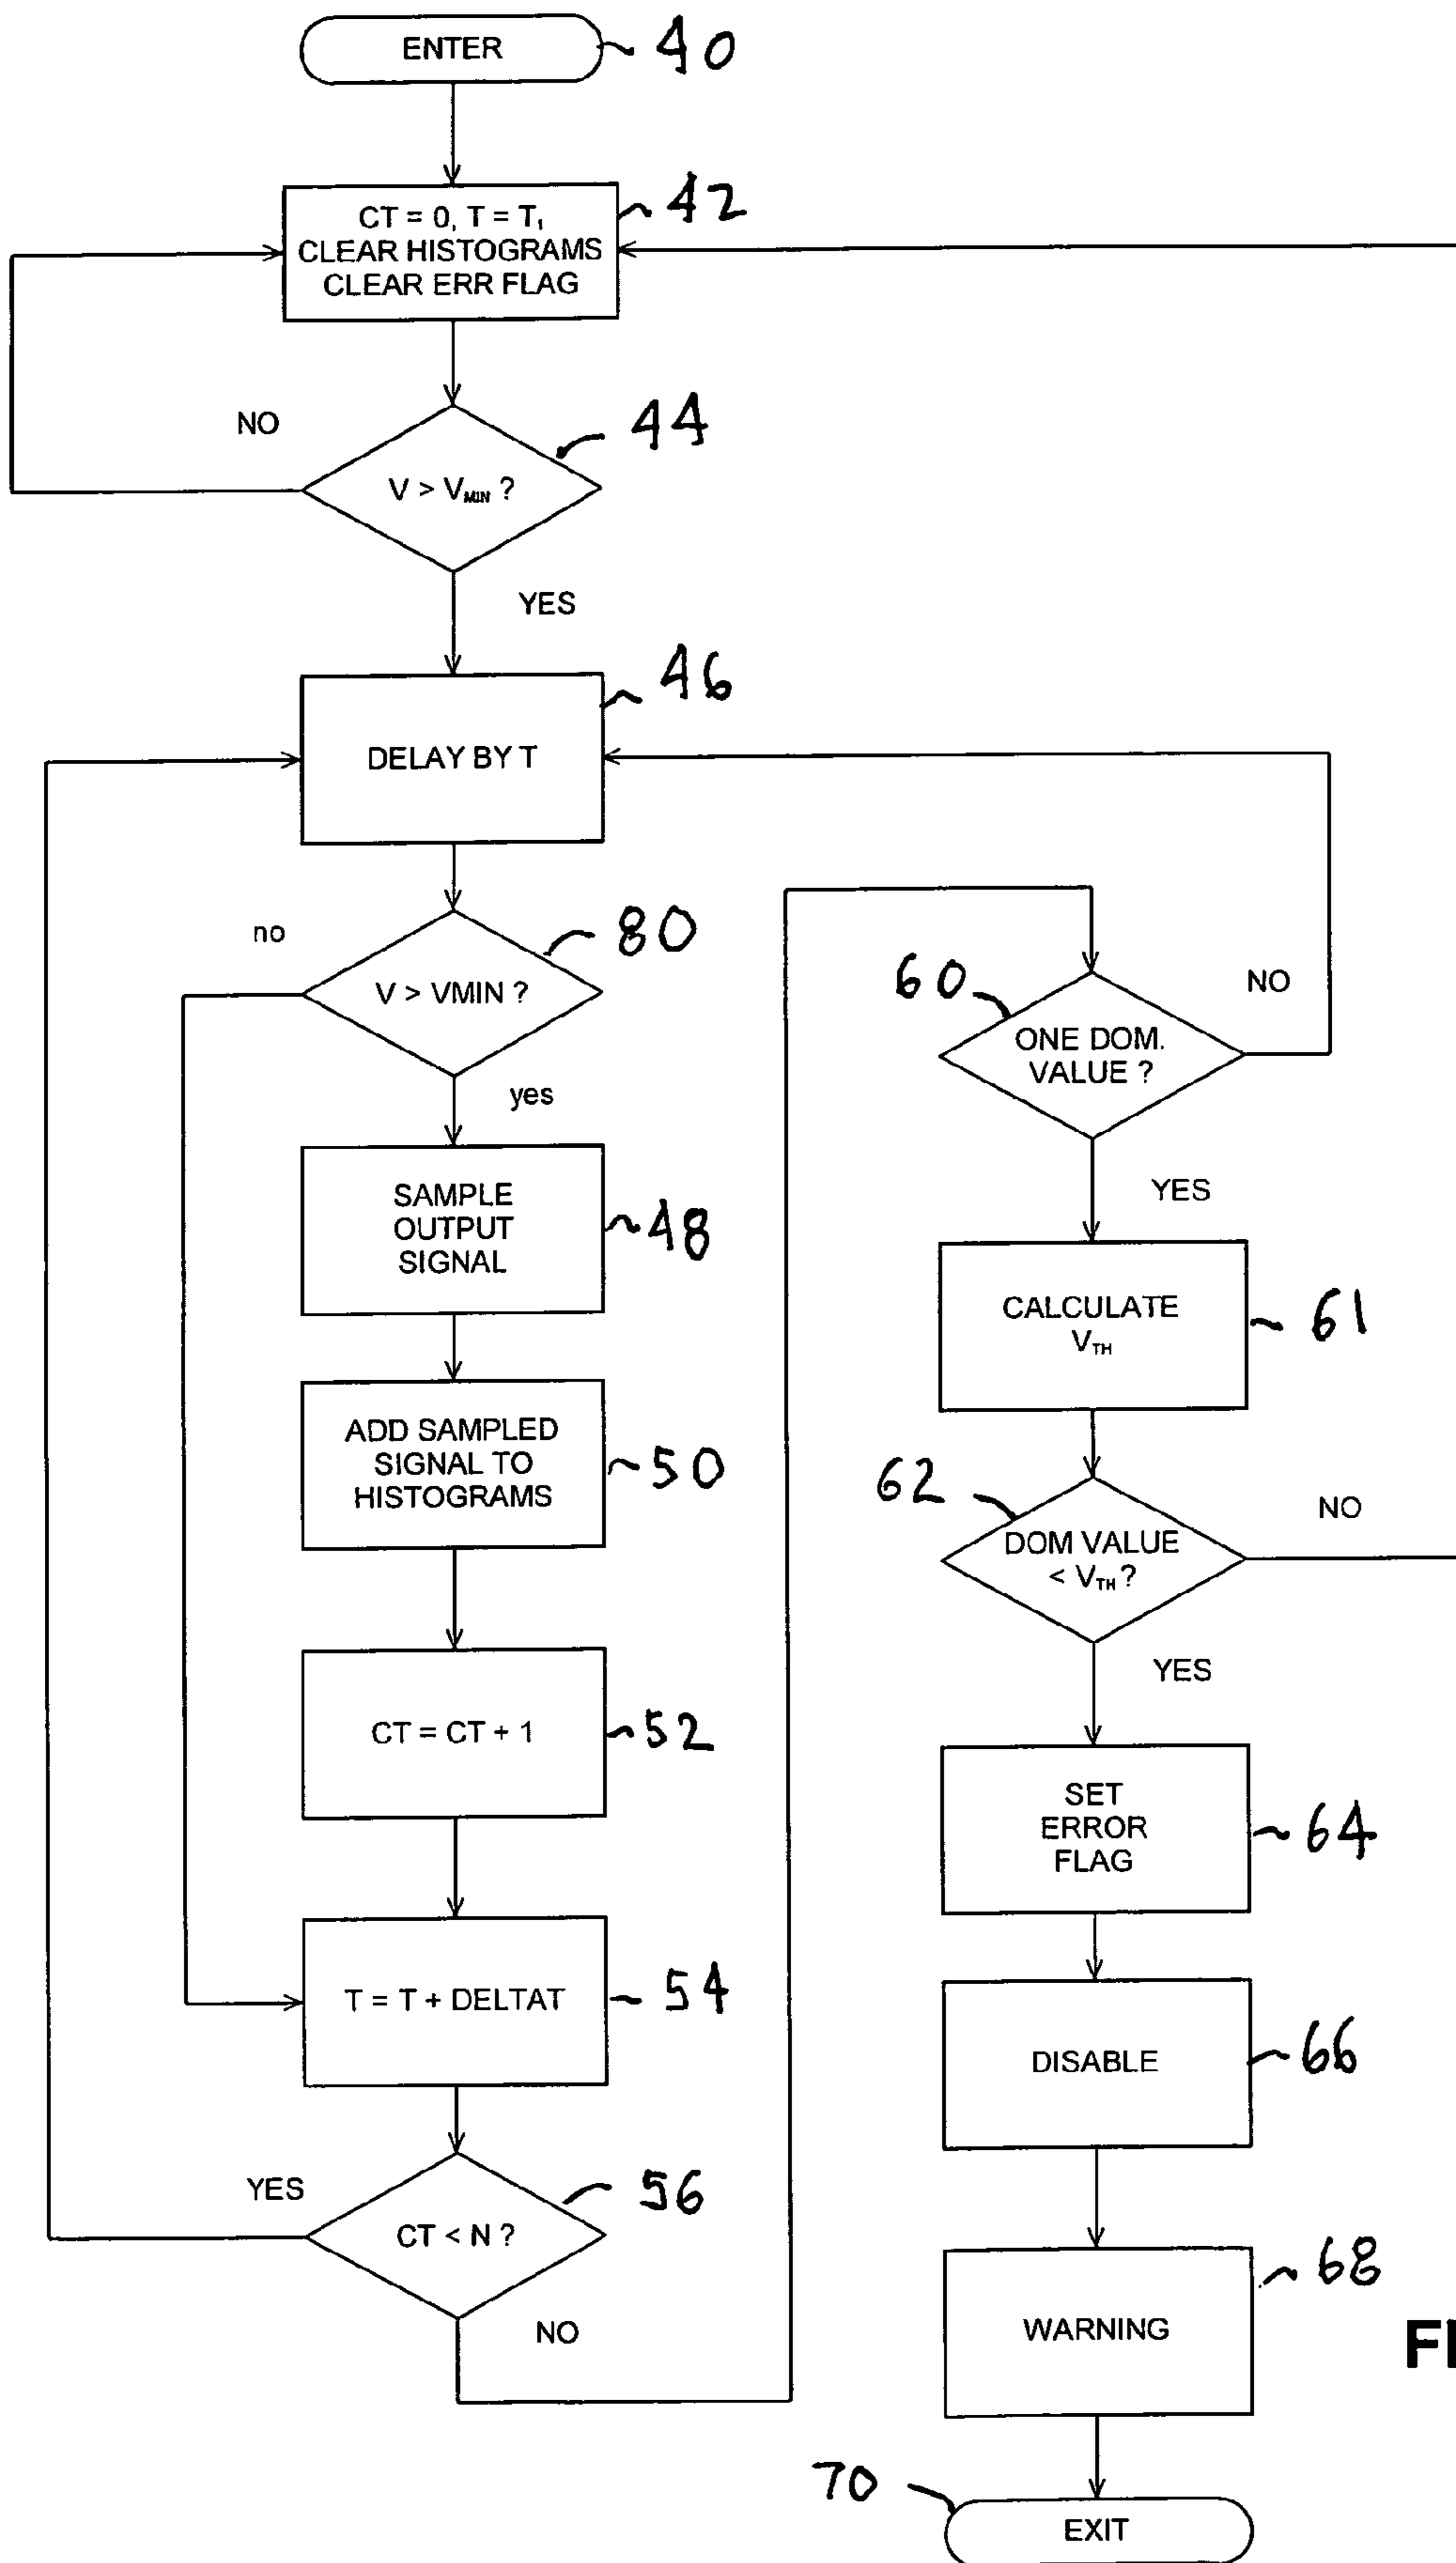 ENTER
40
CT = 0, T = T₁
CLEAR HISTOGRAMS
CLEAR ERR FLAG
42
NO
44
V > VMIN ?
YES
46
DELAY BY T
no
80
V > VMIN ?
yes
SAMPLE
OUTPUT
SIGNAL
48
ADD SAMPLED
SIGNAL TO
HISTOGRAMS
50
CT = CT + 1
52
T = T + DELTAT
54
YES
56
CT < N ?
NO
60
NO
ONE DOM.
VALUE ?
YES
CALCULATE
VTH
61
62
NO
DOM VALUE
< VTH ?
YES
SET
ERROR
FLAG
64
DISABLE
66
WARNING
68
70
EXIT